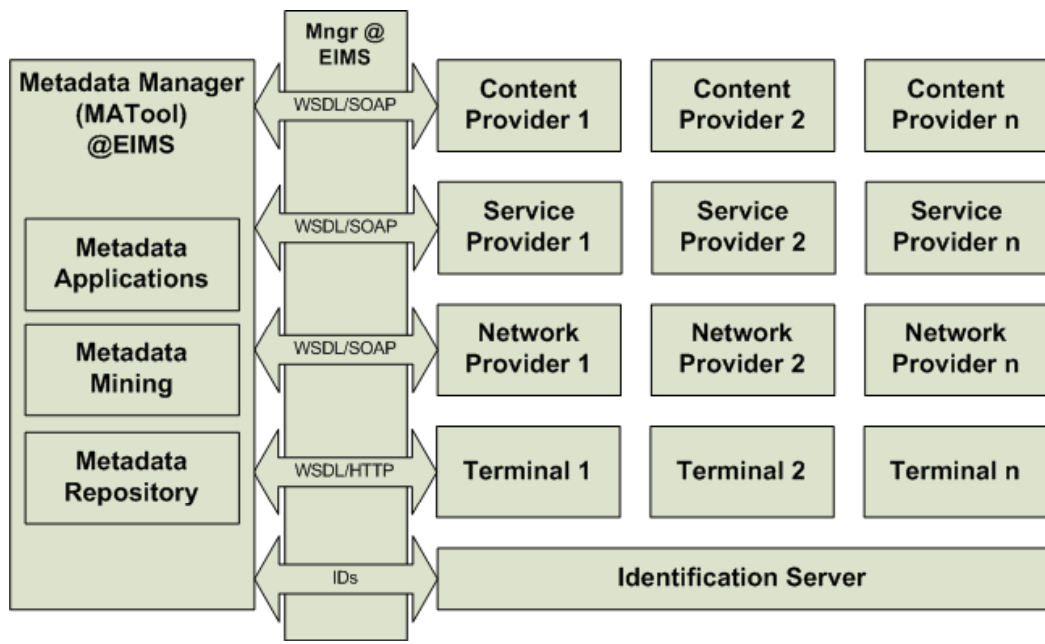 Mngr @
EIMS
Metadata Manager
(MATool)
@EIMS
Metadata
Applications
Metadata
Mining
Metadata
Repository
WSDL/SOAP
Content
Provider 1
Content
Provider 2
Content
Provider n
WSDL/SOAP
Service
Provider 1
Service
Provider 2
Service
Provider n
WSDL/SOAP
Network
Provider 1
Network
Provider 2
Network
Provider n
WSDL/HTTP
Terminal 1
Terminal 2
Terminal n
IDs
Identification Server